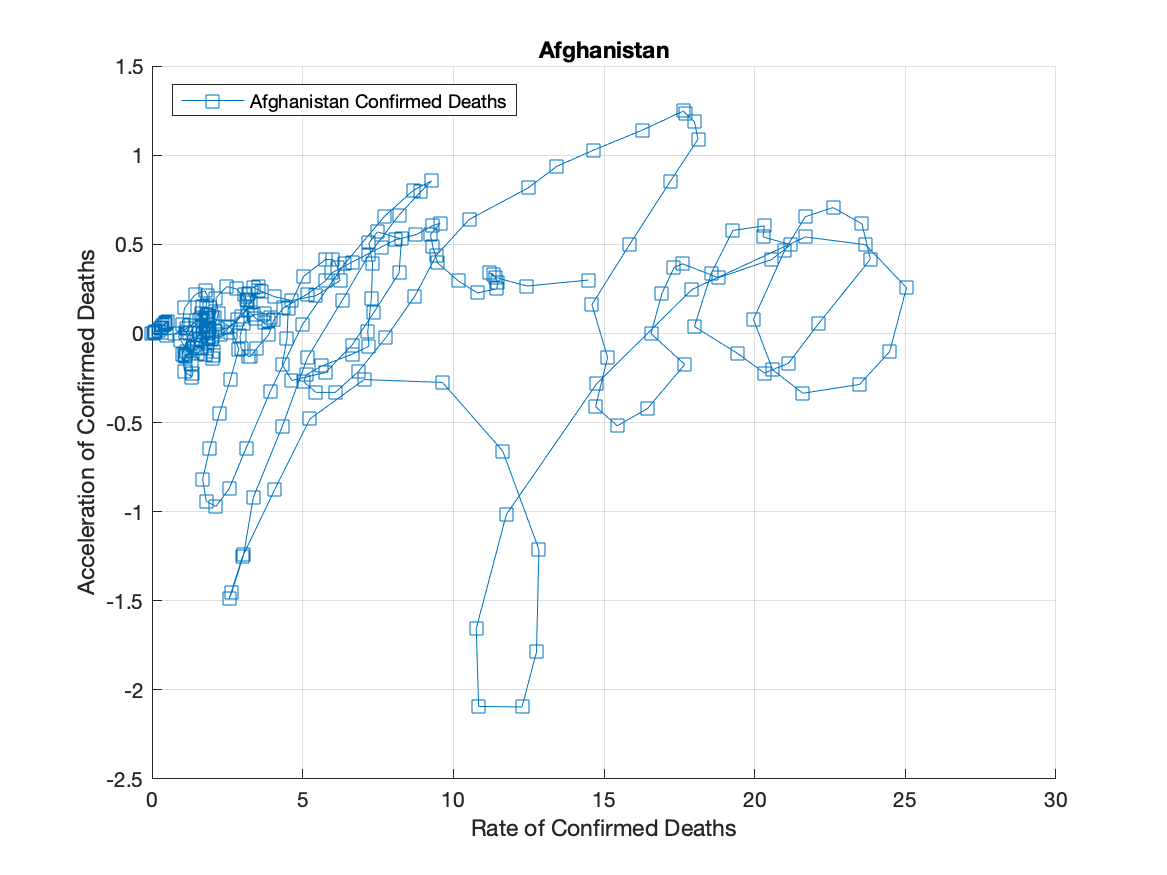 Afghanistan
1.5
Afghanistan Confirmed Deaths
1
0.5
0
-0.5
-1
-1.5
-2
-2.5
Acceleration of Confirmed Deaths
0 5 10 15 20 25 30
Rate of Confirmed Deaths